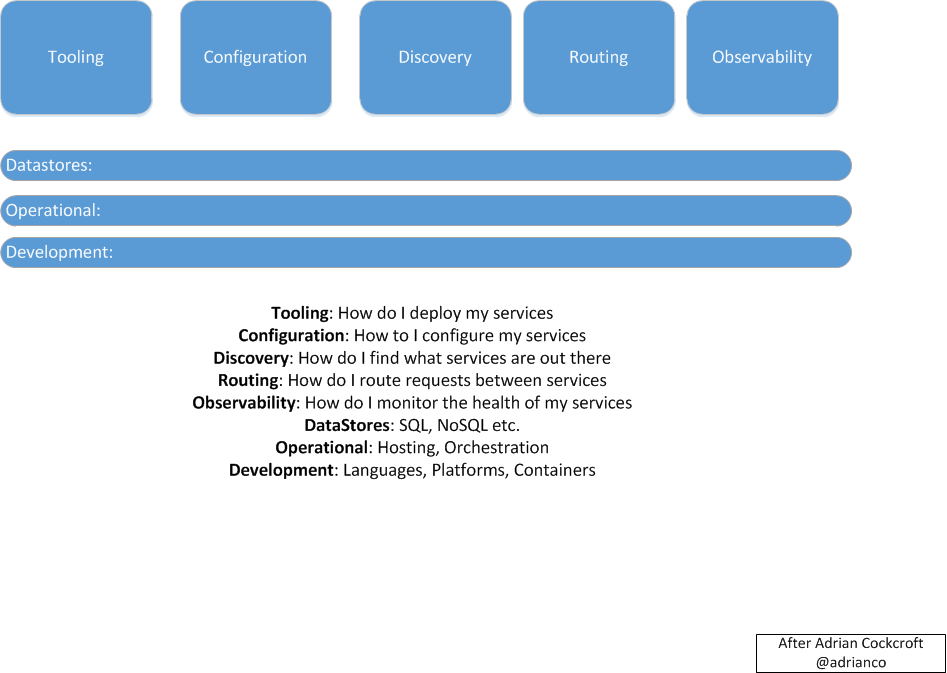 Tooling
Configuration
Discovery
Routing
Observability
Datastores:
Operational:
Development:
Tooling: How do I deploy my services
Configuration: How to I configure my services
Discovery: How do I find what services are out there
Routing: How do I route requests between services
Observability: How do I monitor the health of my services
DataStores: SQL, NoSQL etc.
Operational: Hosting, Orchestration
Development: Languages, Platforms, Containers
After Adrian Cockcroft
@adrianco